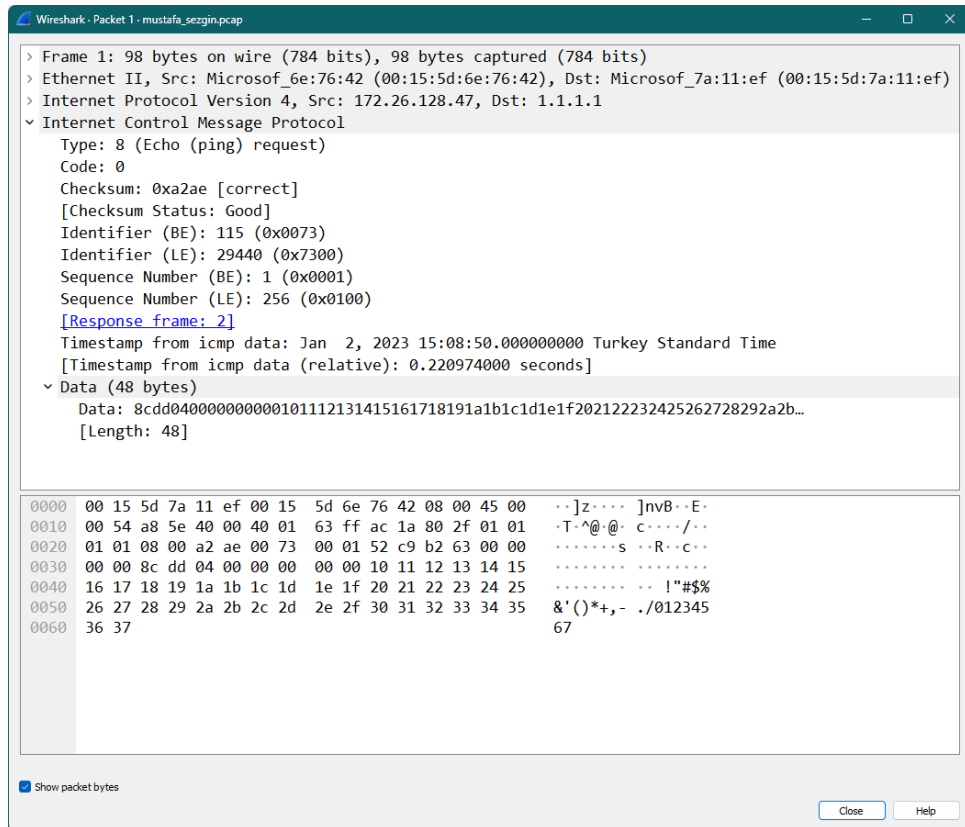 Wireshark · Packet 1 · mustafa_sezgin.pcap
Frame 1: 98 bytes on wire (784 bits), 98 bytes captured (784 bits)
Ethernet II, Src: Microsof_6e:76:42 (00:15:5d:6e:76:42), Dst: Microsof_7a:11:ef (00:15:5d:7a:11:ef)
Internet Protocol Version 4, Src: 172.26.128.47, Dst: 1.1.1.1
Internet Control Message Protocol
Type: 8 (Echo (ping) request)
Code: 0
Checksum: 0xa2ae [correct]
[Checksum Status: Good]
Identifier (BE): 115 (0x0073)
Identifier (LE): 29440 (0x7300)
Sequence Number (BE): 1 (0x0001)
Sequence Number (LE): 256 (0x0100)
[Response frame: 2]
Timestamp from icmp data: Jan  2, 2023 15:08:50.000000000 Turkey Standard Time
[Timestamp from icmp data (relative): 0.220974000 seconds]
Data (48 bytes)
Data: 8cdd040000000000101112131415161718191a1b1c1d1e1f202122232425262728292a2b…
[Length: 48]
0000 00 15 5d 7a 11 ef 00 15 5d 6e 76 42 08 00 45 00 ··]z···· ]nvB··E·
0010 00 54 a8 5e 40 00 40 01 63 ff ac 1a 80 2f 01 01 ·T·^@·@· c····/··
0020 01 01 08 00 a2 ae 00 73 00 01 52 c9 b2 63 00 00 ·······s ··R··c··
0030 00 00 8c dd 04 00 00 00 00 00 10 11 12 13 14 15 ········ ········
0040 16 17 18 19 1a 1b 1c 1d 1e 1f 20 21 22 23 24 25 ········ ·· !"#$%
0050 26 27 28 29 2a 2b 2c 2d 2e 2f 30 31 32 33 34 35 &'()*+,- ./012345
0060 36 37 67
Show packet bytes
Close Help